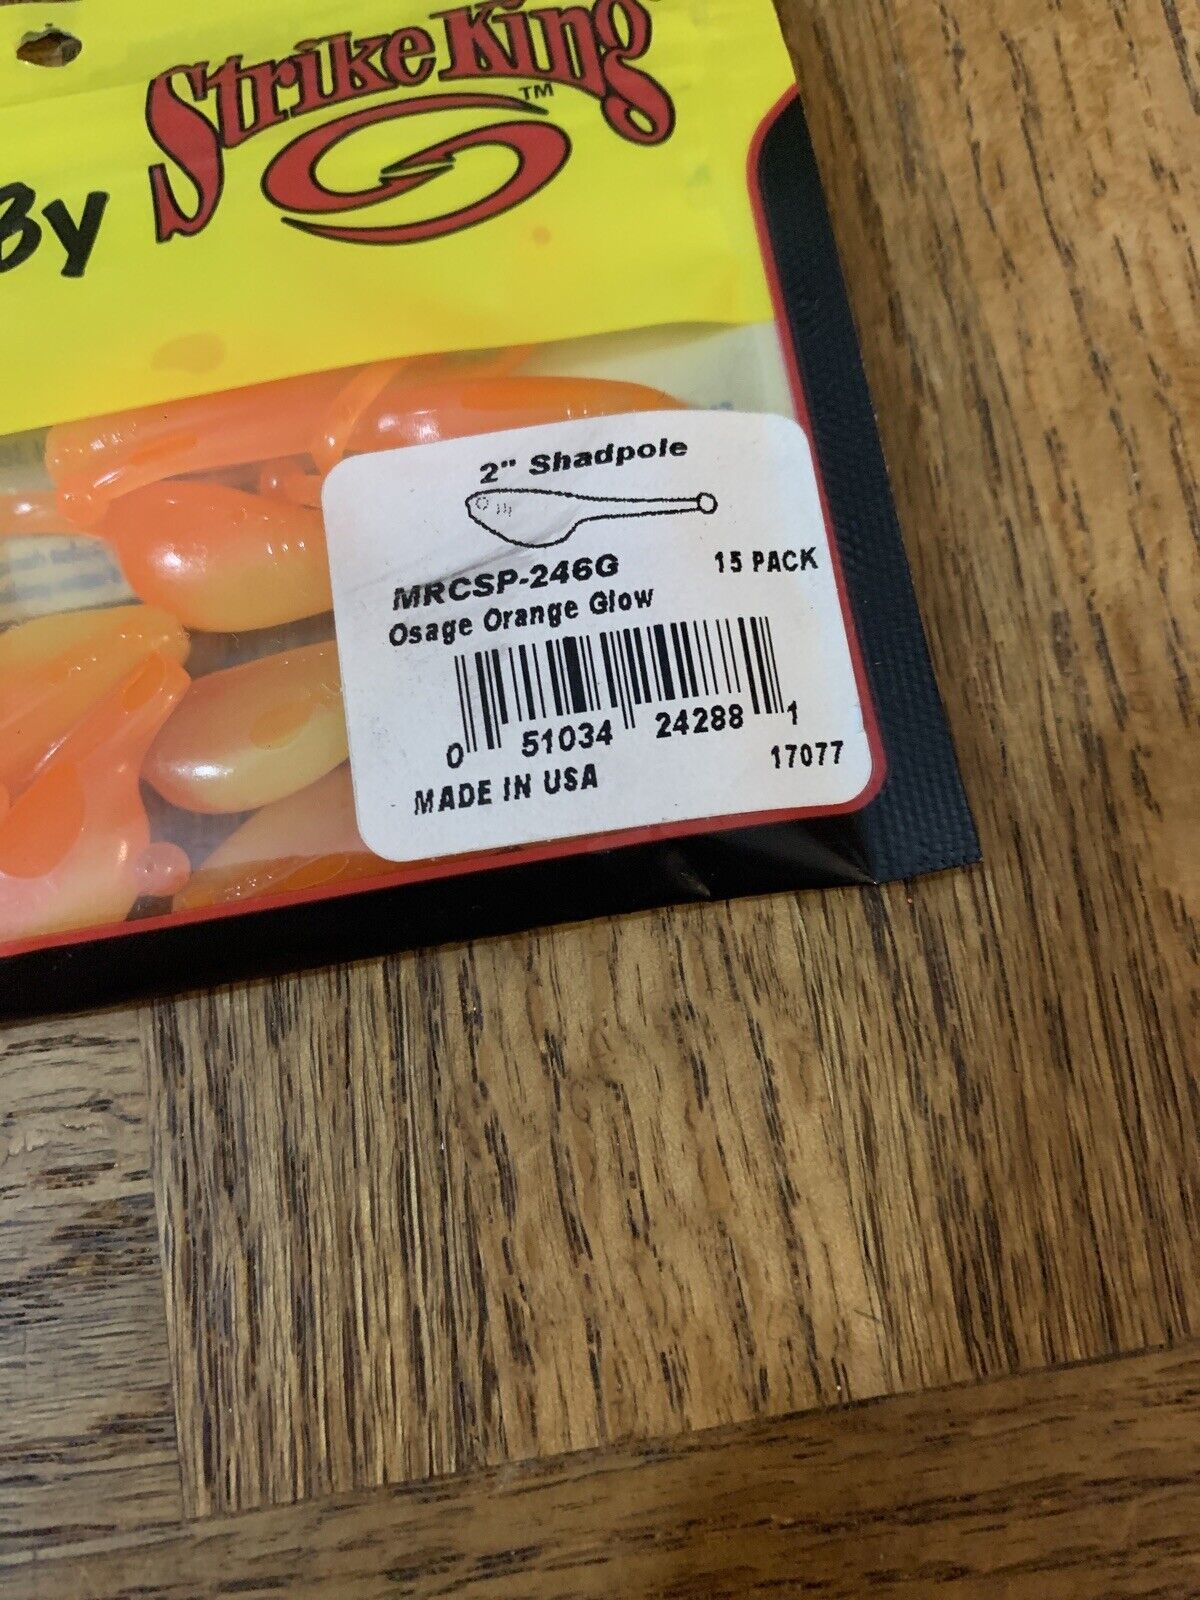 Strike King™
By
2" Shadpole
MRCSP-246G
15 PACK
Osage Orange Glow
0 51034 24288 1
MADE IN USA
17077